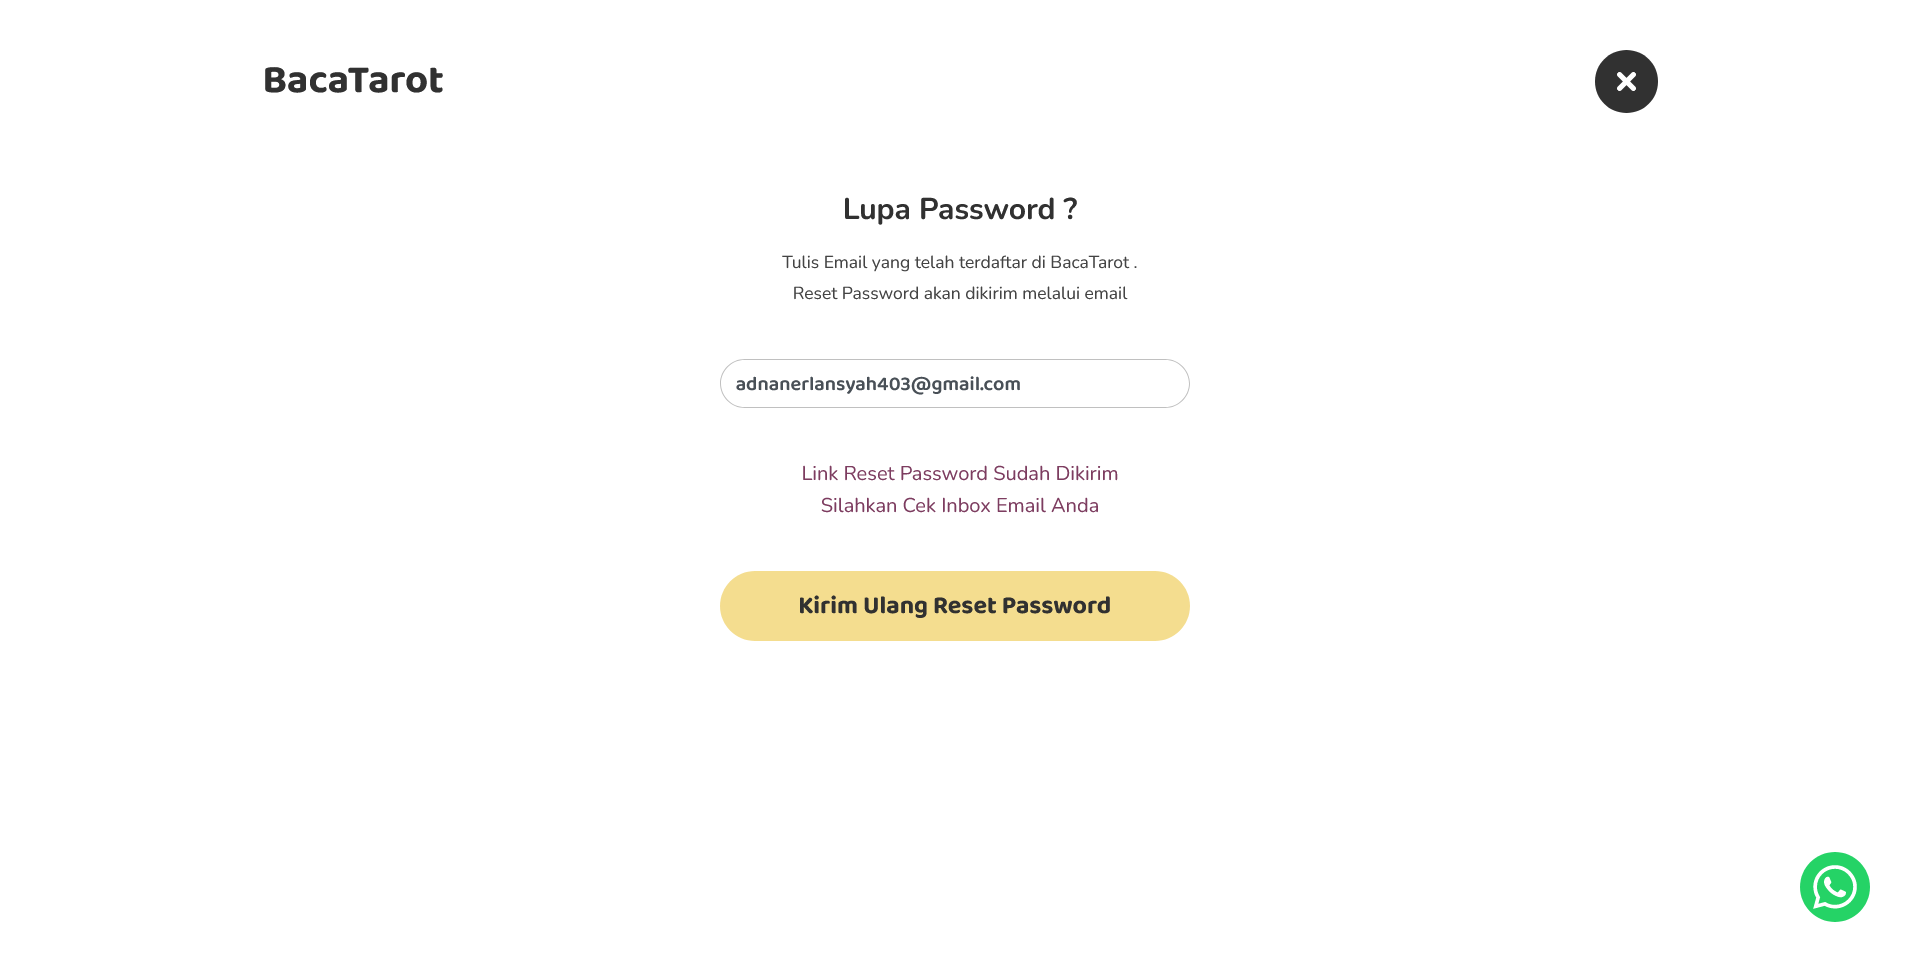 BacaTarot
Lupa Password ?
Tulis Email yang telah terdaftar di BacaTarot .
Reset Password akan dikirim melalui email
adnanerlansyah403@gmail.com
Link Reset Password Sudah Dikirim
Silahkan Cek Inbox Email Anda
Kirim Ulang Reset Password